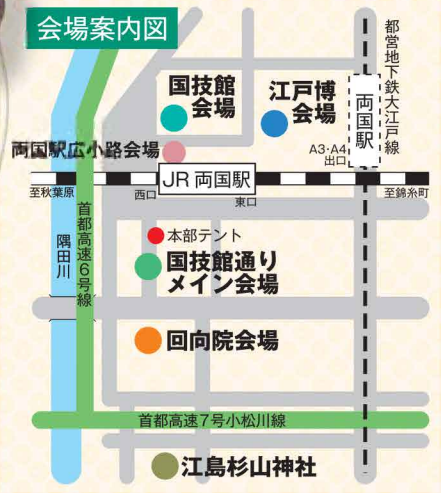 会場案内図
都営地下鉄大江戸線
国技館
会場
江戸博
会場
両国駅
両国駅広小路会場
A3・A4
出口
JR 両国駅
至秋葉原
西口
東口
至錦糸町
首都高速6号線
隅田川
本部テント
国技館通り
メイン会場
回向院会場
首都高速7号小松川線
江島杉山神社